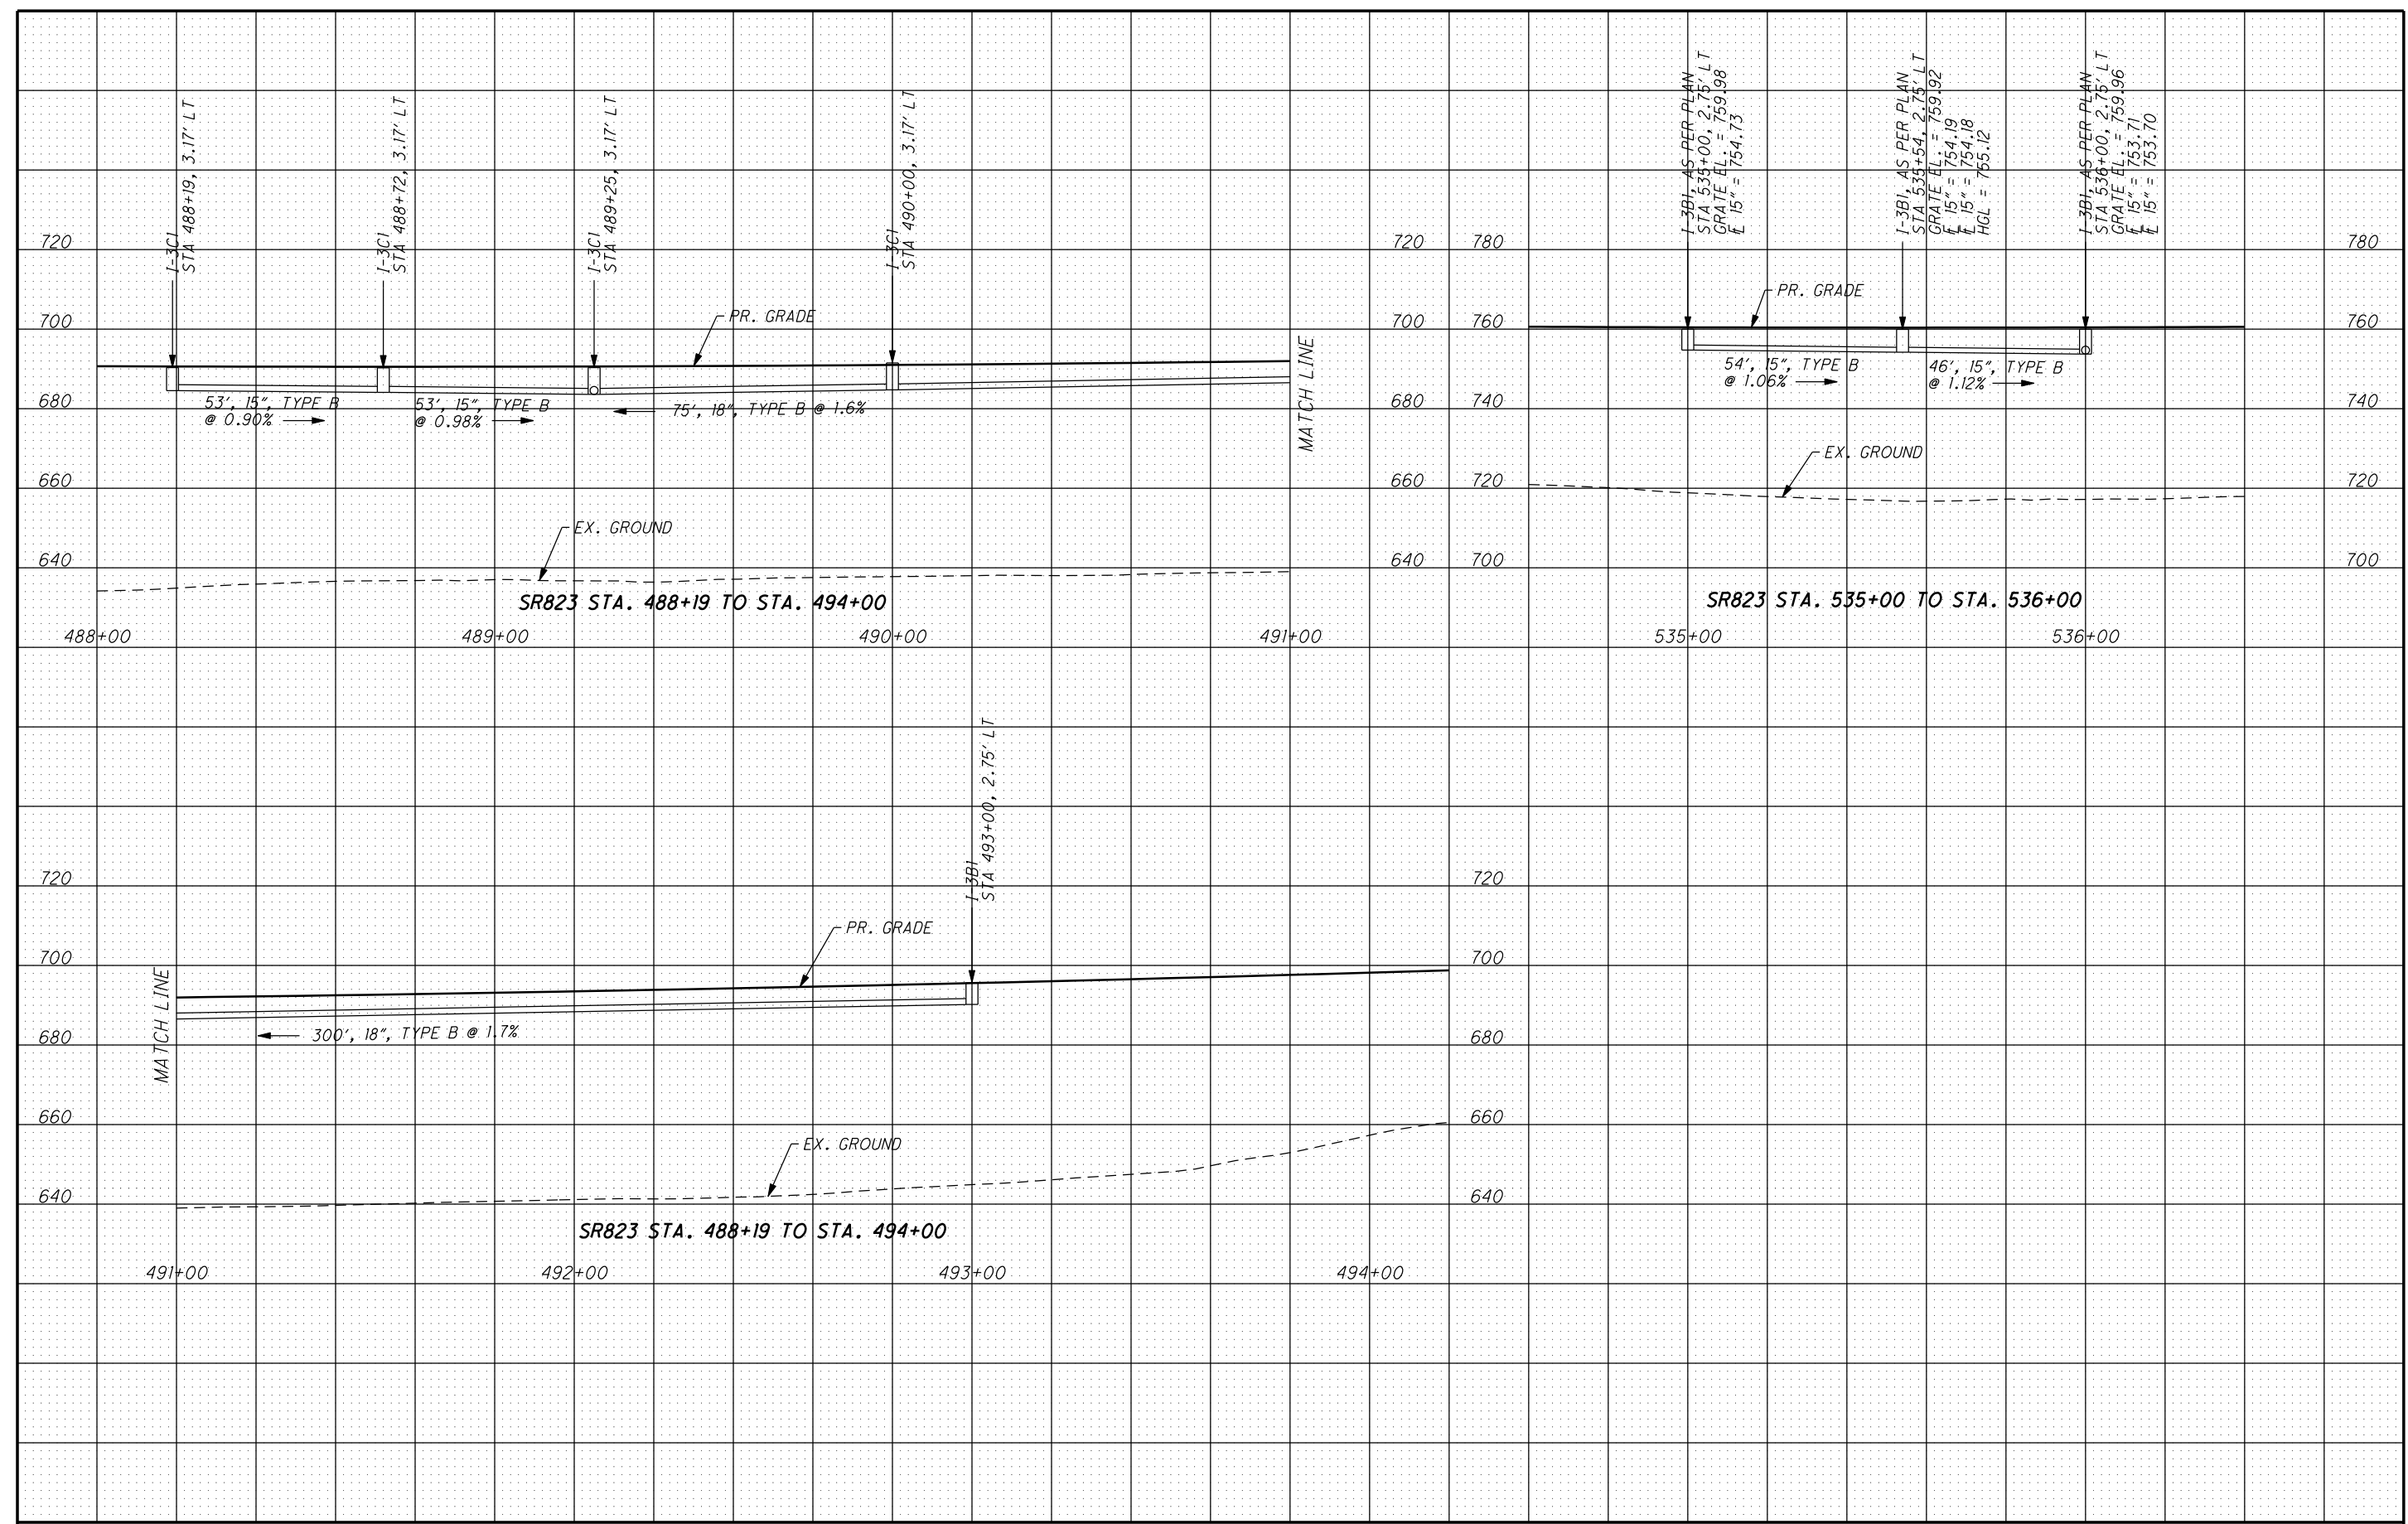 I-3C1
STA 488+19, 3.17' LT
I-3C1
STA 488+72, 3.17' LT
I-3C1
STA 489+25, 3.17' LT
I-3C1
STA 490+00, 3.17' LT
720
700
680
660
640
720
700
680
660
640
PR. GRADE
53', 15", TYPE B
@ 0.90%
53', 15", TYPE B
@ 0.98%
75', 18", TYPE B @ 1.6%
MATCH LINE
EX. GROUND
SR823 STA. 488+19 TO STA. 494+00
488+00
489+00
490+00
491+00
I-3B1, AS PER PLAN
STA 535+00, 2.75' LT
GRATE EL. = 759.98
15" = 754.73
I-3B1, AS PER PLAN
STA 535+54, 2.75' LT
GRATE EL. = 759.92
15" = 754.19
15" = 754.18
HGL = 755.12
I-3B1, AS PER PLAN
STA 536+00, 2.75' LT
GRATE EL. = 759.96
15" = 753.71
15" = 753.70
780
760
740
720
700
780
760
740
720
700
PR. GRADE
54', 15", TYPE B
@ 1.06%
46', 15", TYPE B
@ 1.12%
EX. GROUND
SR823 STA. 535+00 TO STA. 536+00
535+00
536+00
I-3B1
STA 493+00, 2.75' LT
720
700
680
660
640
720
700
680
660
640
PR. GRADE
MATCH LINE
300', 18", TYPE B @ 1.7%
EX. GROUND
SR823 STA. 488+19 TO STA. 494+00
491+00
492+00
493+00
494+00